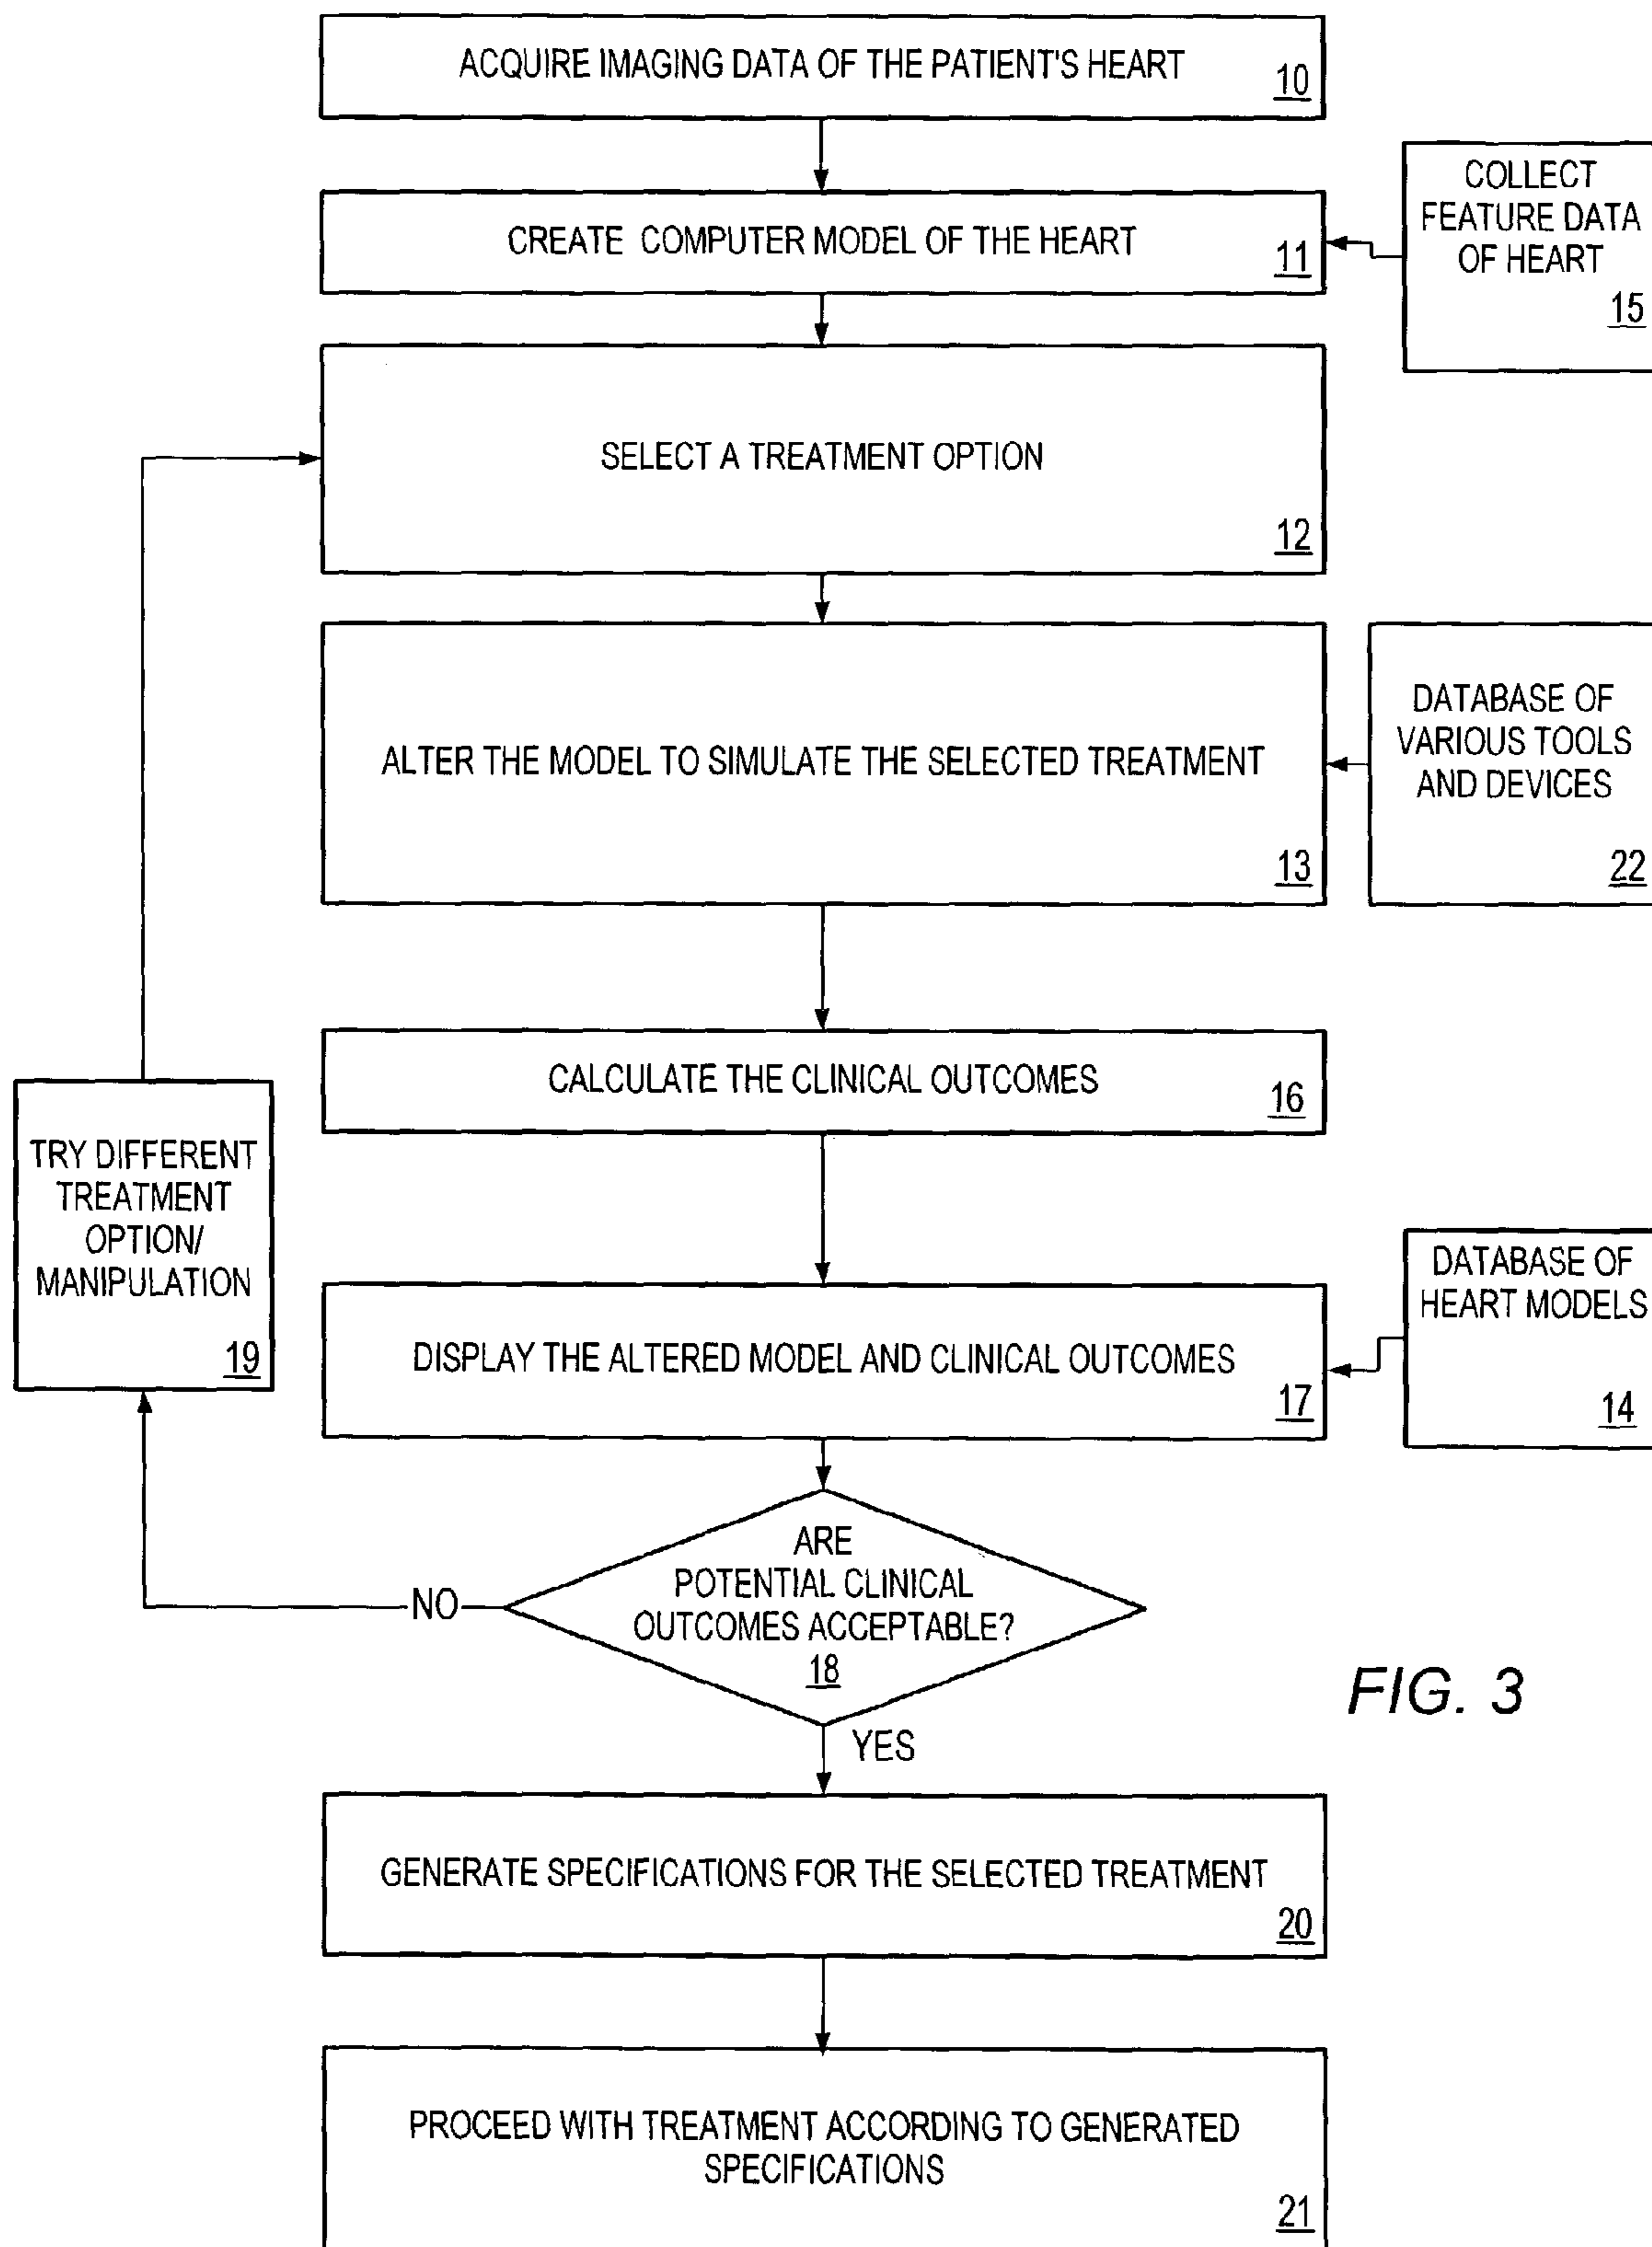 ACQUIRE IMAGING DATA OF THE PATIENT'S HEART
10
CREATE COMPUTER MODEL OF THE HEART
11
COLLECT
FEATURE DATA
OF HEART
15
SELECT A TREATMENT OPTION
12
ALTER THE MODEL TO SIMULATE THE SELECTED TREATMENT
13
DATABASE OF
VARIOUS TOOLS
AND DEVICES
22
CALCULATE THE CLINICAL OUTCOMES
16
TRY DIFFERENT
TREATMENT
OPTION/
MANIPULATION
19
DISPLAY THE ALTERED MODEL AND CLINICAL OUTCOMES
17
DATABASE OF
HEART MODELS
14
ARE
POTENTIAL CLINICAL
OUTCOMES ACCEPTABLE?
18
NO
YES
FIG. 3
GENERATE SPECIFICATIONS FOR THE SELECTED TREATMENT
20
PROCEED WITH TREATMENT ACCORDING TO GENERATED
SPECIFICATIONS
21